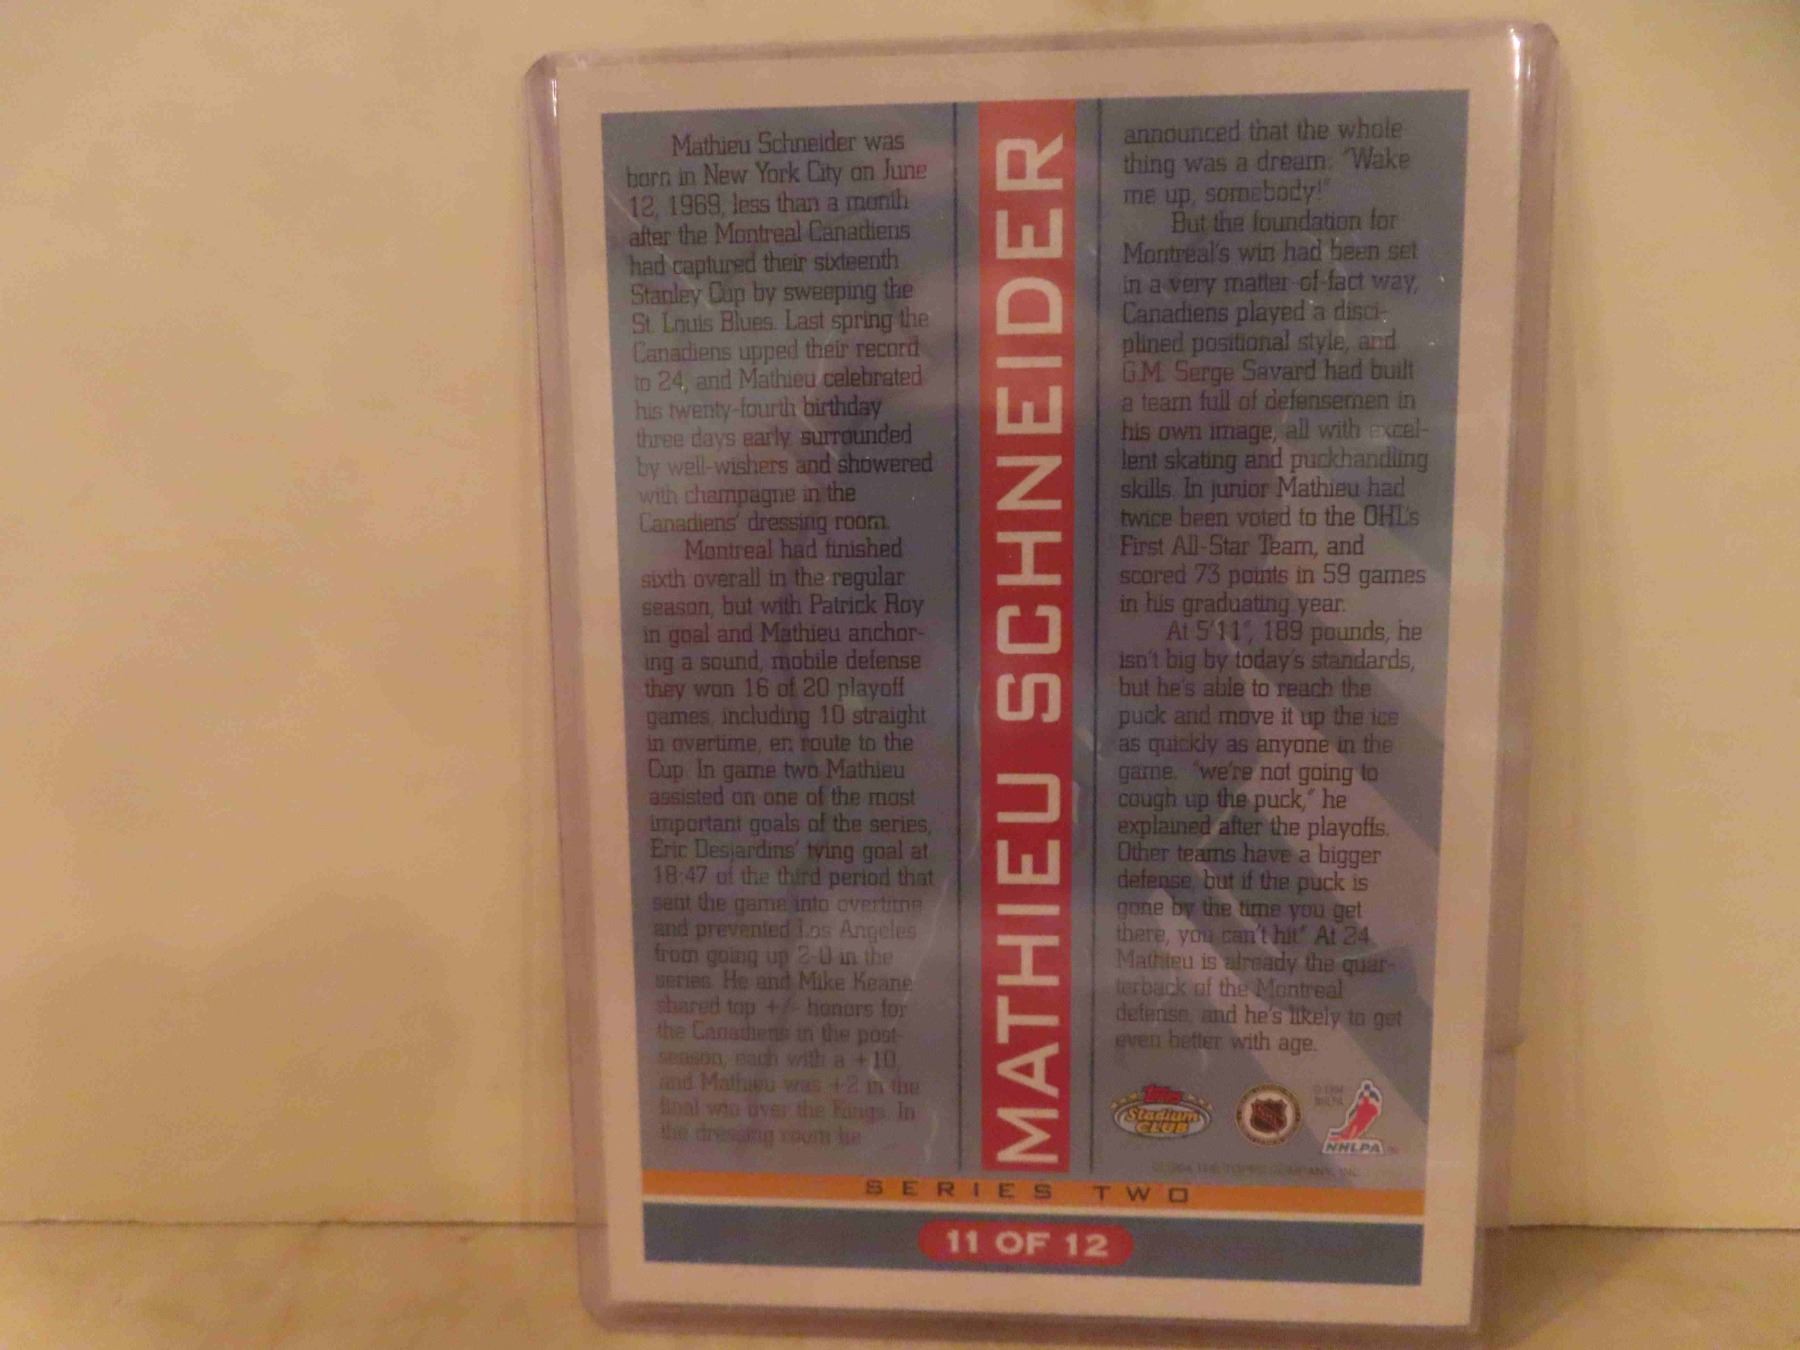 Mathieu Schneider was
born in New York City on June
12, 1969, less than a month
after the Montreal Canadiens
had captured their sixteenth
Stanley Cup by sweeping the
St. Louis Blues. Last spring the
Canadiens upped their record
to 24, and Mathieu celebrated
his twenty-fourth birthday
three days early, surrounded
by well-wishers and showered
with champagne in the
Canadiens' dressing room.
Montreal had finished
sixth overall in the regular
season, but with Patrick Roy
in goal and Mathieu anchor-
ing a sound, mobile defense
they won 16 of 20 playoff
games, including 10 straight
in overtime, en route to the
Cup. In game two Mathieu
assisted on one of the most
important goals of the series,
Eric Desjardins' tying goal at
18:47 of the third period that
sent the game into overtime
and prevented Los Angeles
from going up 2-0 in the
series. He and Mike Keane
shared top +/- honors for
the Canadiens in the post-
season, each with a +10,
and Mathieu was +2 in the
final win over the Kings. In
the dressing room he
MATHIEU SCHNEIDER
announced that the whole
thing was a dream: "Wake
me up, somebody!"
But the foundation for
Montreal's win had been set
in a very matter-of-fact way,
Canadiens played a disci-
plined positional style, and
G.M. Serge Savard had built
a team full of defensemen in
his own image, all with excel-
lent skating and puckhandling
skills. In junior Mathieu had
twice been voted to the OHL's
First All-Star Team, and
scored 73 points in 59 games
in his graduating year.
At 5'11", 189 pounds, he
isn't big by today's standards,
but he's able to reach the
puck and move it up the ice
as quickly as anyone in the
game. "we're not going to
cough up the puck," he
explained after the playoffs.
Other teams have a bigger
defense, but if the puck is
gone by the time you get
there, you can't hit" At 24
Mathieu is already the quar-
terback of the Montreal
defense, and he's likely to get
even better with age.
Topps
Stadium
CLUB
NHL
© 1994
NHLPA
NHLPA
© 1994 THE TOPPS COMPANY, INC.
SERIES TWO
11 OF 12